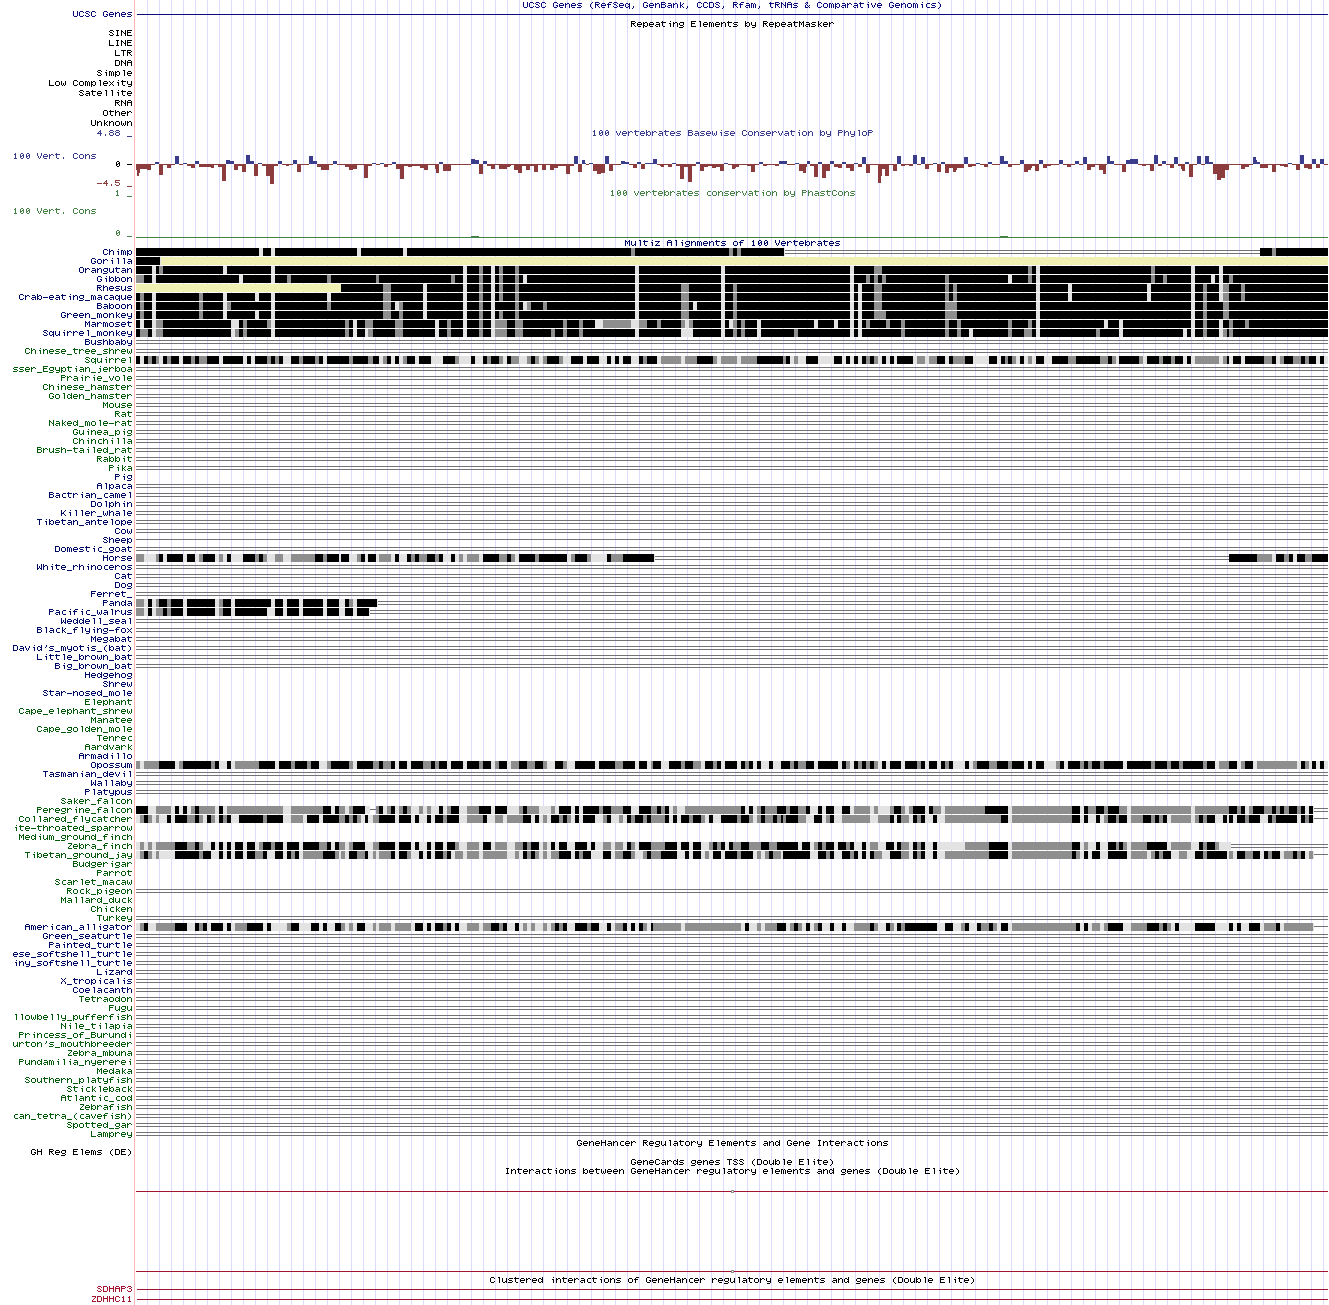 UCSC Genes (RefSeq, GenBank, CCDS, Rfam, tRNAs & Comparative Genomics)
UCSC Genes
Repeating Elements by RepeatMasker
SINE
LINE
LTR
DNA
Simple
Low Complexity
Satellite
RNA
Other
Unknown
4.88 _
100 vertebrates Basewise Conservation by PhyloP
100 Vert. Cons
0 –
-4.5 _
1 _
100 vertebrates conservation by PhastCons
100 Vert. Cons
0 _
Multiz Alignments of 100 Vertebrates
Chimp
Gorilla
Orangutan
Gibbon
Rhesus
Crab-eating_macaque
Baboon
Green_monkey
Marmoset
Squirrel_monkey
Bushbaby
Chinese_tree_shrew
Squirrel
sser_Egyptian_jerboa
Prairie_vole
Chinese_hamster
Golden_hamster
Mouse
Rat
Naked_mole-rat
Guinea_pig
Chinchilla
Brush-tailed_rat
Rabbit
Pika
Pig
Alpaca
Bactrian_camel
Dolphin
Killer_whale
Tibetan_antelope
Cow
Sheep
Domestic_goat
Horse
White_rhinoceros
Cat
Dog
Ferret_
Panda
Pacific_walrus
Weddell_seal
Black_flying-fox
Megabat
David's_myotis_(bat)
Little_brown_bat
Big_brown_bat
Hedgehog
Shrew
Star-nosed_mole
Elephant
Cape_elephant_shrew
Manatee
Cape_golden_mole
Tenrec
Aardvark
Armadillo
Opossum
Tasmanian_devil
Wallaby
Platypus
Saker_falcon
Peregrine_falcon
Collared_flycatcher
ite-throated_sparrow
Medium_ground_finch
Zebra_finch
Tibetan_ground_jay
Budgerigar
Parrot
Scarlet_macaw
Rock_pigeon
Mallard_duck
Chicken
Turkey
American_alligator
Green_seaturtle
Painted_turtle
ese_softshell_turtle
iny_softshell_turtle
Lizard
X_tropicalis
Coelacanth
Tetraodon
Fugu
llowbelly_pufferfish
Nile_tilapia
Princess_of_Burundi
urton's_mouthbreeder
Zebra_mbuna
Pundamilia_nyererei
Medaka
Southern_platyfish
Stickleback
Atlantic_cod
Zebrafish
can_tetra_(cavefish)
Spotted_gar
Lamprey
GeneHancer Regulatory Elements and Gene Interactions
GH Reg Elems (DE)
GeneCards genes TSS (Double Elite)
Interactions between GeneHancer regulatory elements and genes (Double Elite)
Clustered interactions of GeneHancer regulatory elements and genes (Double Elite)
SDHAP3
ZDHHC11